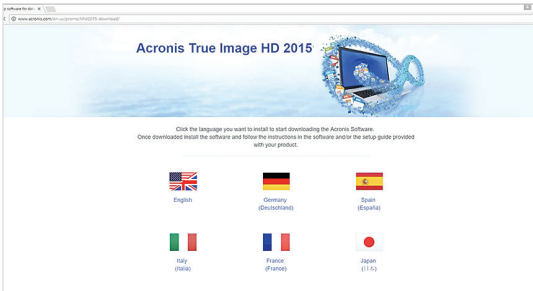 www.acronis.com/en-us/promo/hhd2015-download/
Acronis True Image HD 2015
Click the language you want to install to start downloading the Acronis Software.
Once downloaded install the software and follow the instructions in the software and/or the setup guide provided
with your product.
English
Germany
(Deutschland)
Spain
(España)
Italy
(Italia)
France
(France)
Japan